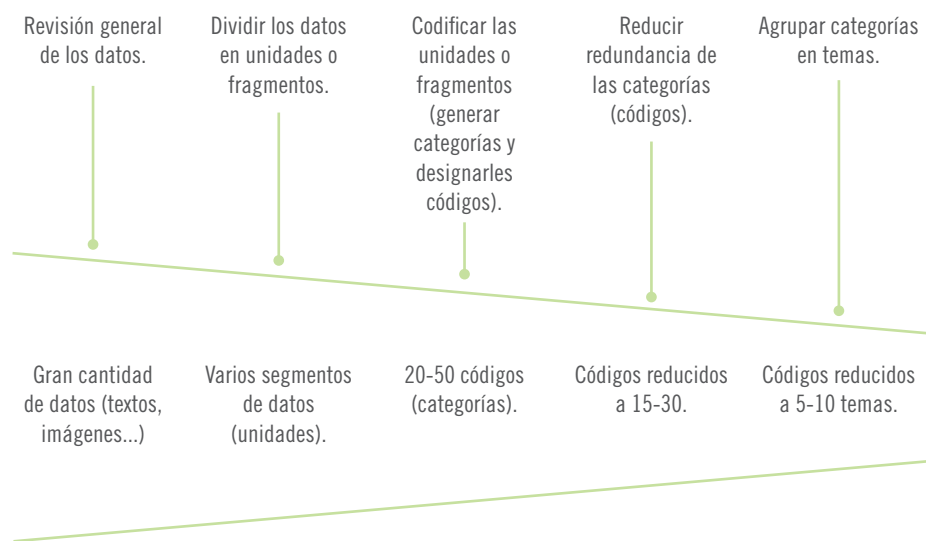 Revisión general
de los datos.
Dividir los datos
en unidades o
fragmentos.
Codificar las
unidades o
fragmentos
(generar
categorías y
designarles
códigos).
Reducir
redundancia de
las categorías
(códigos).
Agrupar categorías
en temas.
Gran cantidad
de datos (textos,
imágenes...)
Varios segmentos
de datos
(unidades).
20-50 códigos
(categorías).
Códigos reducidos
a 15-30.
Códigos reducidos
a 5-10 temas.